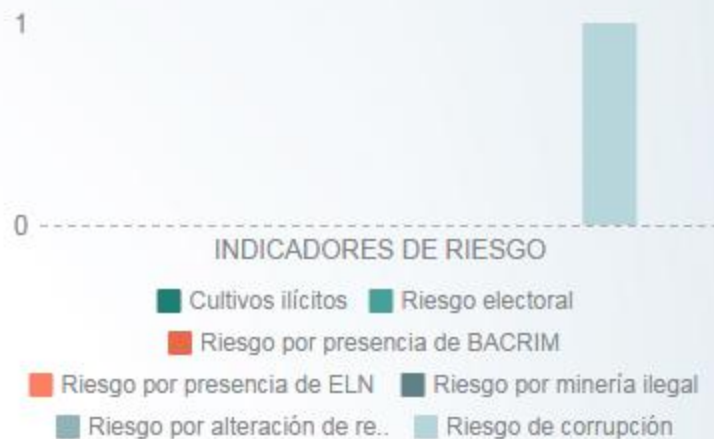 1
0
INDICADORES DE RIESGO
Cultivos ilícitos Riesgo electoral
Riesgo por presencia de BACRIM
Riesgo por presencia de ELN Riesgo por minería ilegal
Riesgo por alteración de re.. Riesgo de corrupción